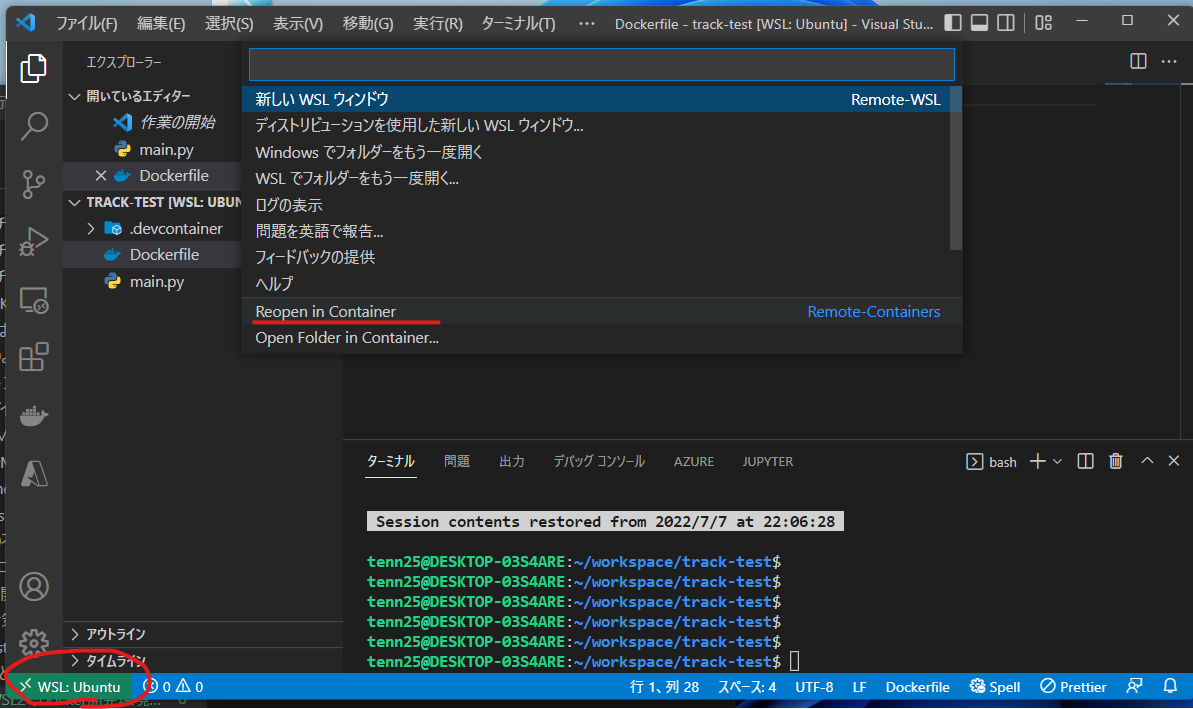 ファイル(F) 編集(E) 選択(S) 表示(V) 移動(G) 実行(R) ターミナル(T) ··· Dockerfile - track-test [WSL: Ubuntu] - Visual Stu...
エクスプローラー
開いているエディター
作業の開始
main.py
Dockerfile
TRACK-TEST [WSL: UBUN
.devcontainer
Dockerfile
main.py
新しい WSL ウィンドウ Remote-WSL
ディストリビューションを使用した新しい WSL ウィンドウ...
Windows でフォルダーをもう一度開く
WSL でフォルダーをもう一度開く...
ログの表示
問題を英語で報告...
フィードバックの提供
ヘルプ
Reopen in Container Remote-Containers
Open Folder in Container...
ターミナル 問題 出力 デバッグ コンソール AZURE JUPYTER bash
Session contents restored from 2022/7/7 at 22:06:28
tenn25@DESKTOP-03S4ARE:~/workspace/track-test$
tenn25@DESKTOP-03S4ARE:~/workspace/track-test$
tenn25@DESKTOP-03S4ARE:~/workspace/track-test$
tenn25@DESKTOP-03S4ARE:~/workspace/track-test$
tenn25@DESKTOP-03S4ARE:~/workspace/track-test$
tenn25@DESKTOP-03S4ARE:~/workspace/track-test$
アウトライン
タイムライン
WSL: Ubuntu 0 0 行 1、列 28 スペース: 4 UTF-8 LF Dockerfile Spell Prettier